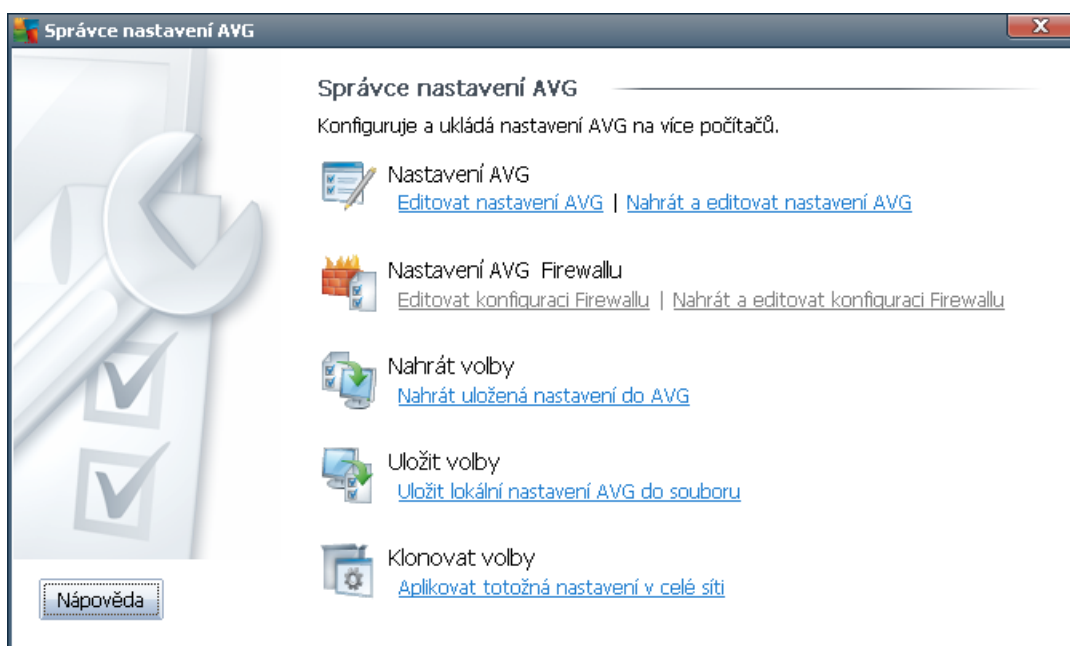 Správce nastavení AVG
Správce nastavení AVG
Konfiguruje a ukládá nastavení AVG na více počítačů.
Nastavení AVG
Editovat nastavení AVG | Nahrát a editovat nastavení AVG
Nastavení AVG Firewallu
Editovat konfiguraci Firewallu | Nahrát a editovat konfiguraci Firewallu
Nahrát volby
Nahrát uložená nastavení do AVG
Uložit volby
Uložit lokální nastavení AVG do souboru
Klonovat volby
Aplikovat totožná nastavení v celé síti
Nápověda